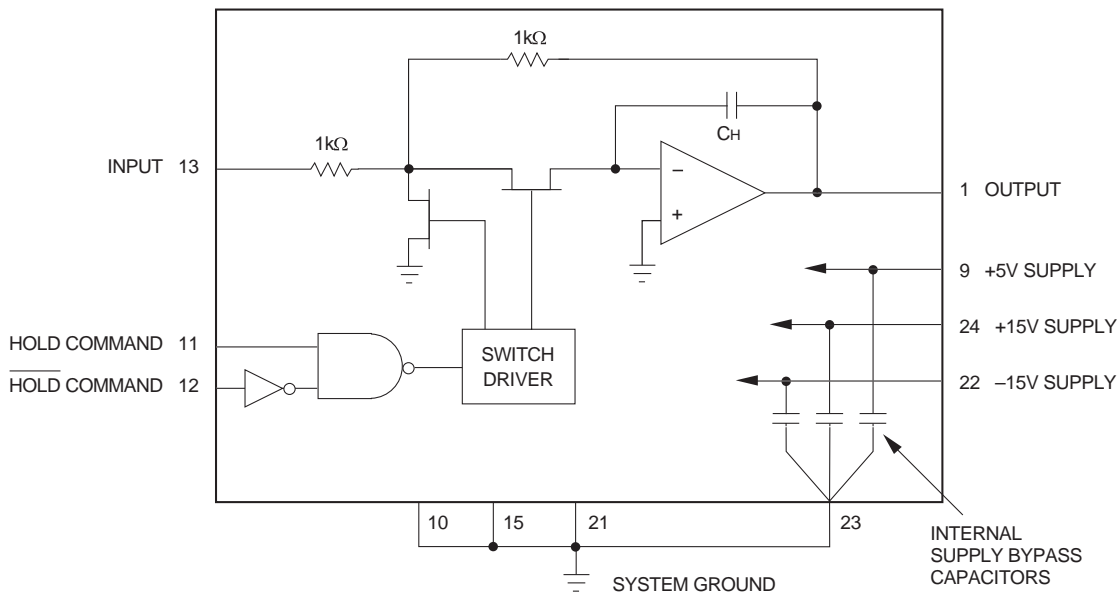 1kΩ
1kΩ
CH
INPUT 13
–
+
1 OUTPUT
9 +5V SUPPLY
24 +15V SUPPLY
22 –15V SUPPLY
HOLD COMMAND 11
HOLD COMMAND 12
SWITCH
DRIVER
10
15
21
23
SYSTEM GROUND
INTERNAL
SUPPLY BYPASS
CAPACITORS